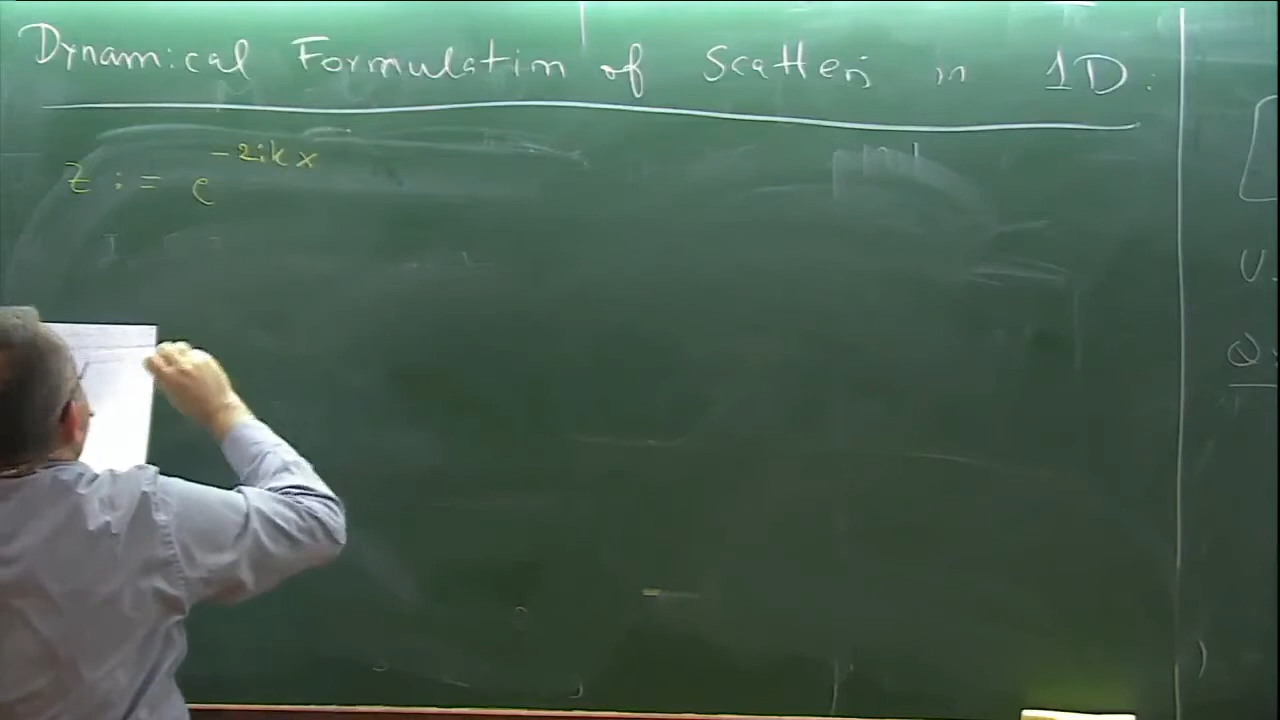 Dynamical Formulation of Scatteri in 1D:
z := e^{-2ikx}
U.
Q